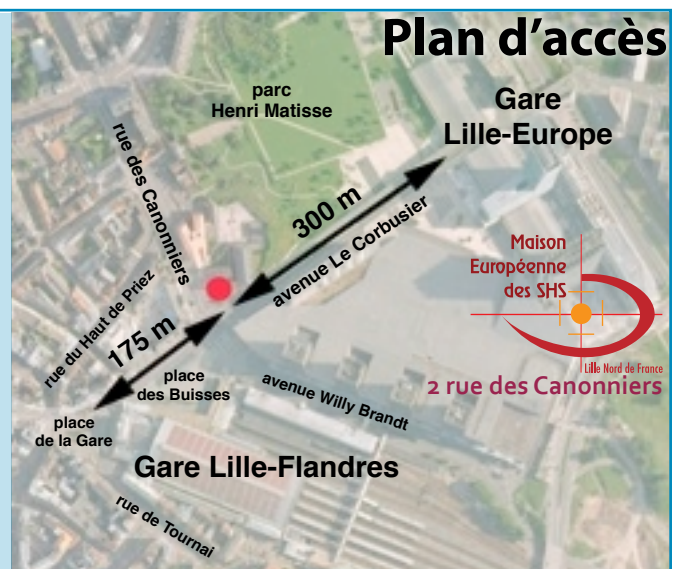 Plan d’accès
parc
Henri Matisse
Gare
Lille-Europe
rue des Canonniers
300 m
avenue Le Corbusier
Maison
Européenne
des SHS
Lille Nord de France
2 rue des Canonniers
rue du Haut de Priez
175 m
place
des Buisses
avenue Willy Brandt
place
de la Gare
Gare Lille-Flandres
rue de Tournai